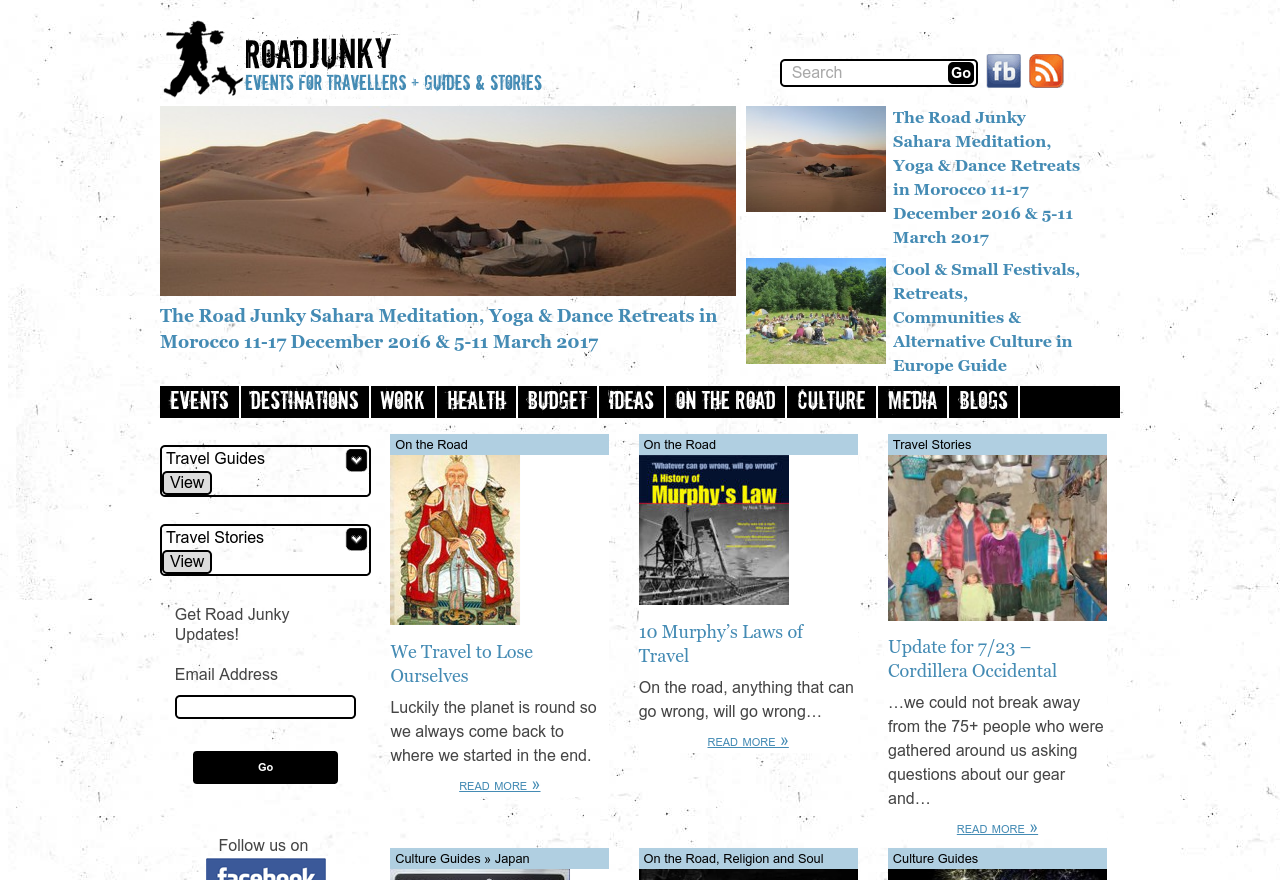 ROADJUNKY
EVENTS FOR TRAVELLERS + GUIDES & STORIES
Search
Go
fb
The Road Junky Sahara Meditation, Yoga & Dance Retreats in
Morocco 11-17 December 2016 & 5-11 March 2017
The Road Junky
Sahara Meditation,
Yoga & Dance Retreats
in Morocco 11-17
December 2016 & 5-11
March 2017
Cool & Small Festivals,
Retreats,
Communities &
Alternative Culture in
Europe Guide
EVENTS DESTINATIONS WORK HEALTH BUDGET IDEAS ON THE ROAD CULTURE MEDIA BLOGS
Travel Guides
View
Travel Stories
View
Get Road Junky
Updates!
Email Address
Go
Follow us on
facebook
On the Road
We Travel to Lose
Ourselves
Luckily the planet is round so
we always come back to
where we started in the end.
READ MORE »
On the Road
"Whatever can go wrong, will go wrong"
A History of
Murphy's Law
by Nick T. Spark
10 Murphy’s Laws of
Travel
On the road, anything that can
go wrong, will go wrong…
READ MORE »
Travel Stories
Update for 7/23 –
Cordillera Occidental
…we could not break away
from the 75+ people who were
gathered around us asking
questions about our gear
and…
READ MORE »
Culture Guides » Japan
On the Road, Religion and Soul
Culture Guides